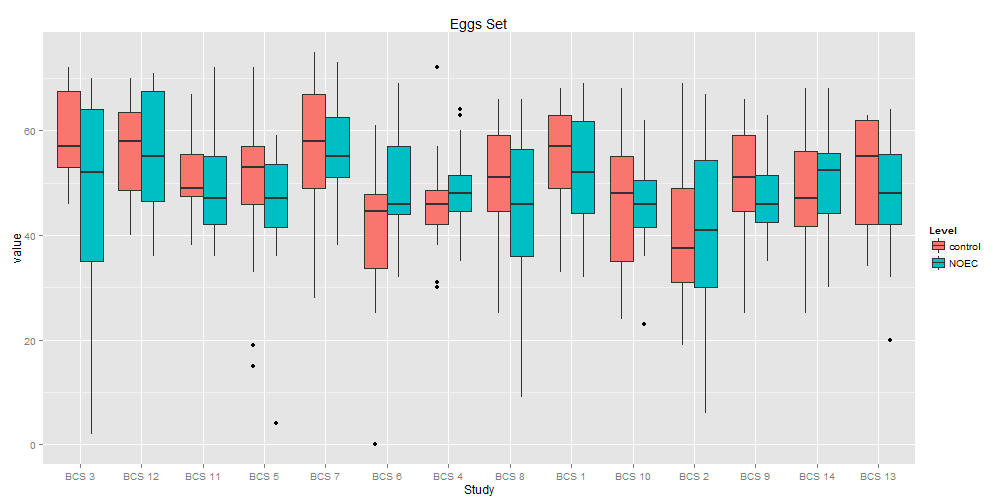 Eggs Set
value
60
40
20
0
BCS 3 BCS 12 BCS 11 BCS 5 BCS 7 BCS 6 BCS 4 BCS 8 BCS 1 BCS 10 BCS 2 BCS 9 BCS 14 BCS 13
Study
Level
control
NOEC